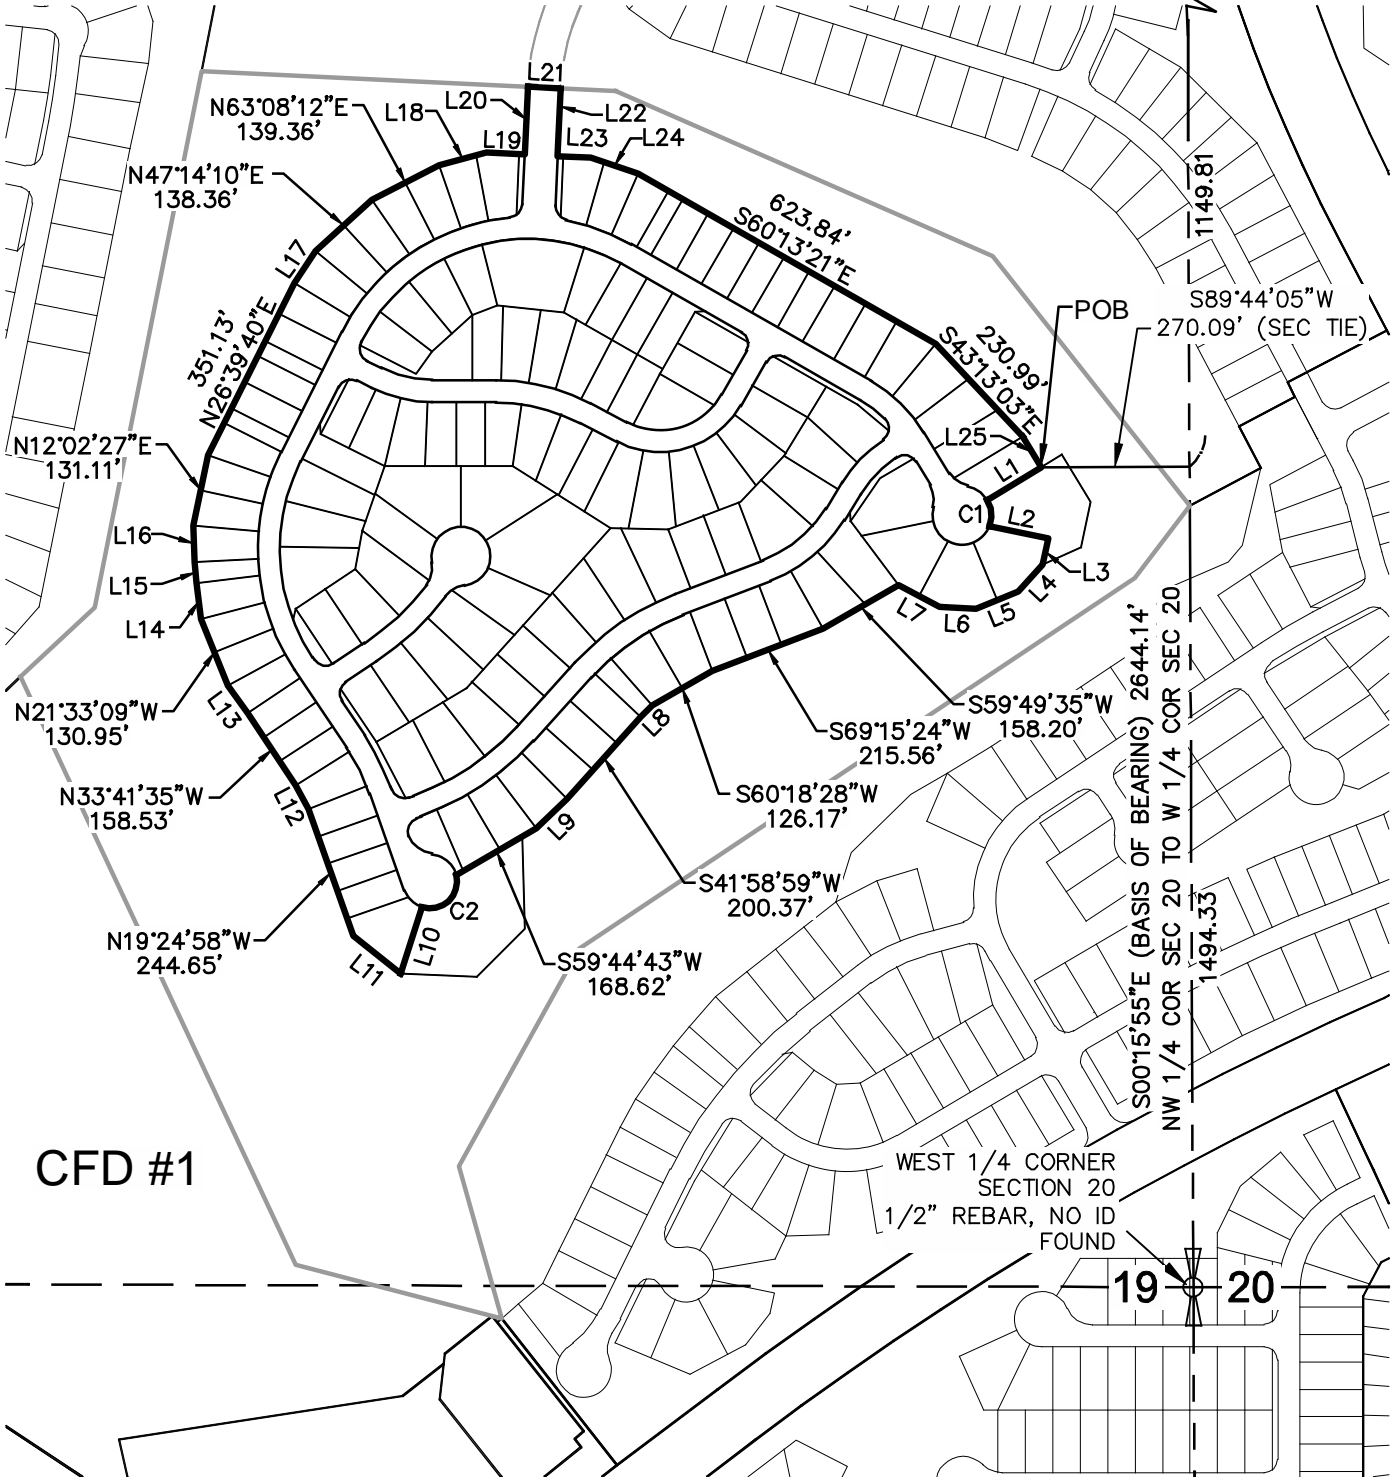 L21
L20
L22
N63°08'12"E
139.36'
L18
L19
L23
L24
N47°14'10"E
138.36'
623.84'
S60°13'21"E
1149.81
L17
351.13'
N26°39'40"E
POB
S89°44'05"W
270.09' (SEC TIE)
230.99'
S43°13'03"E
L25
L1
N12°02'27"E
131.11'
C1
L2
L16
L15
L14
L3
L4
L5
L6
L7
N21°33'09"W
130.95'
L13
S59°49'35"W
158.20'
S69°15'24"W
215.56'
L8
N33°41'35"W
158.53'
L12
S60°18'28"W
126.17'
L9
S41°58'59"W
200.37'
C2
N19°24'58"W
244.65'
L10
L11
S59°44'43"W
168.62'
S00°15'55"E (BASIS OF BEARING) 2644.14'
NW 1/4 COR SEC 20 TO W 1/4 COR SEC 20
1494.33
CFD #1
WEST 1/4 CORNER
SECTION 20
1/2" REBAR, NO ID
FOUND
19
20